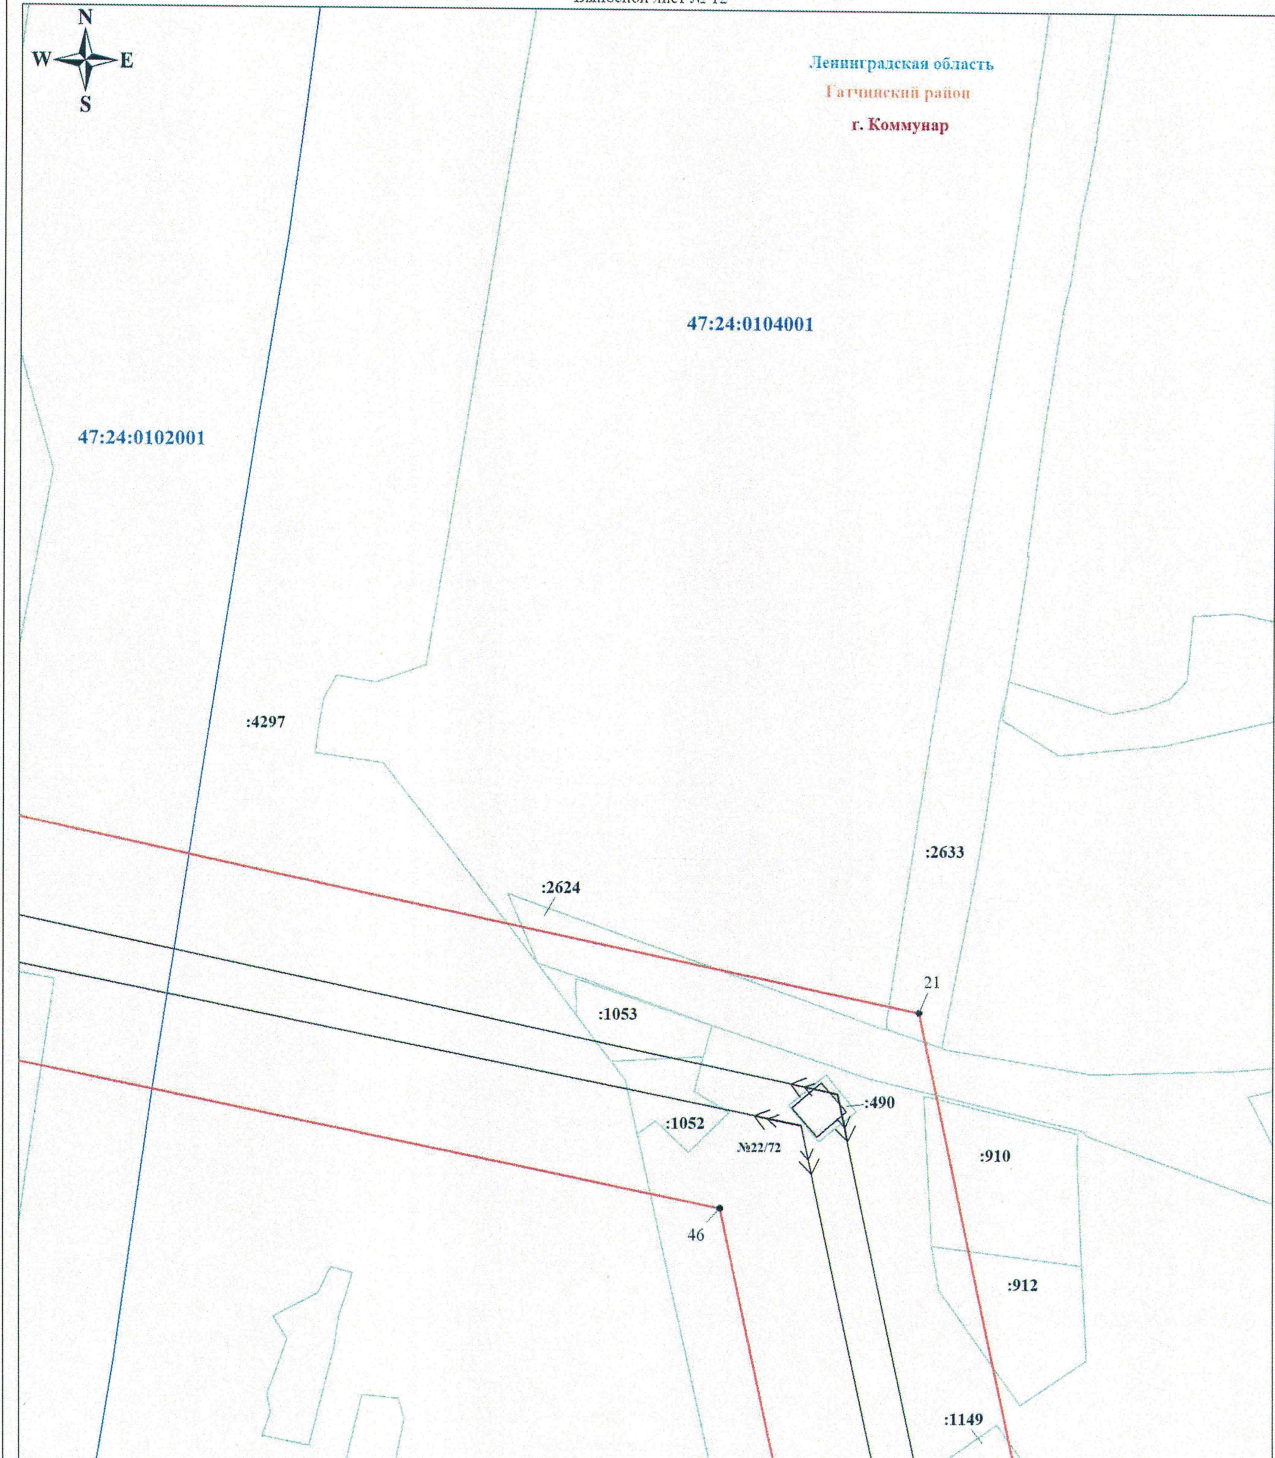 N
W E
S
Ленинградская область
Гатчинский район
г. Коммунар
47:24:0104001
47:24:0102001
:4297
:2633
:2624
21
:1053
:490
:1052
№22/72
:910
46
:912
:1149